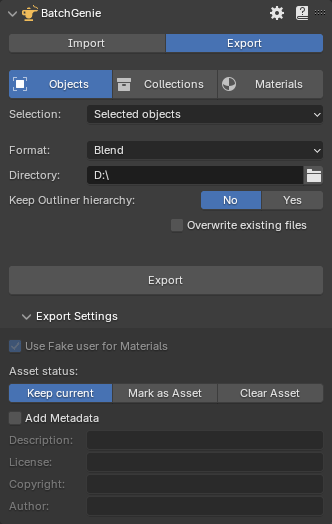 BatchGenie
Import Export
Objects Collections Materials
Selection: Selected objects
Format: Blend
Directory: D:\
Keep Outliner hierarchy: No Yes
Overwrite existing files
Export
Export Settings
Use Fake user for Materials
Asset status:
Keep current Mark as Asset Clear Asset
Add Metadata
Description:
License:
Copyright:
Author: